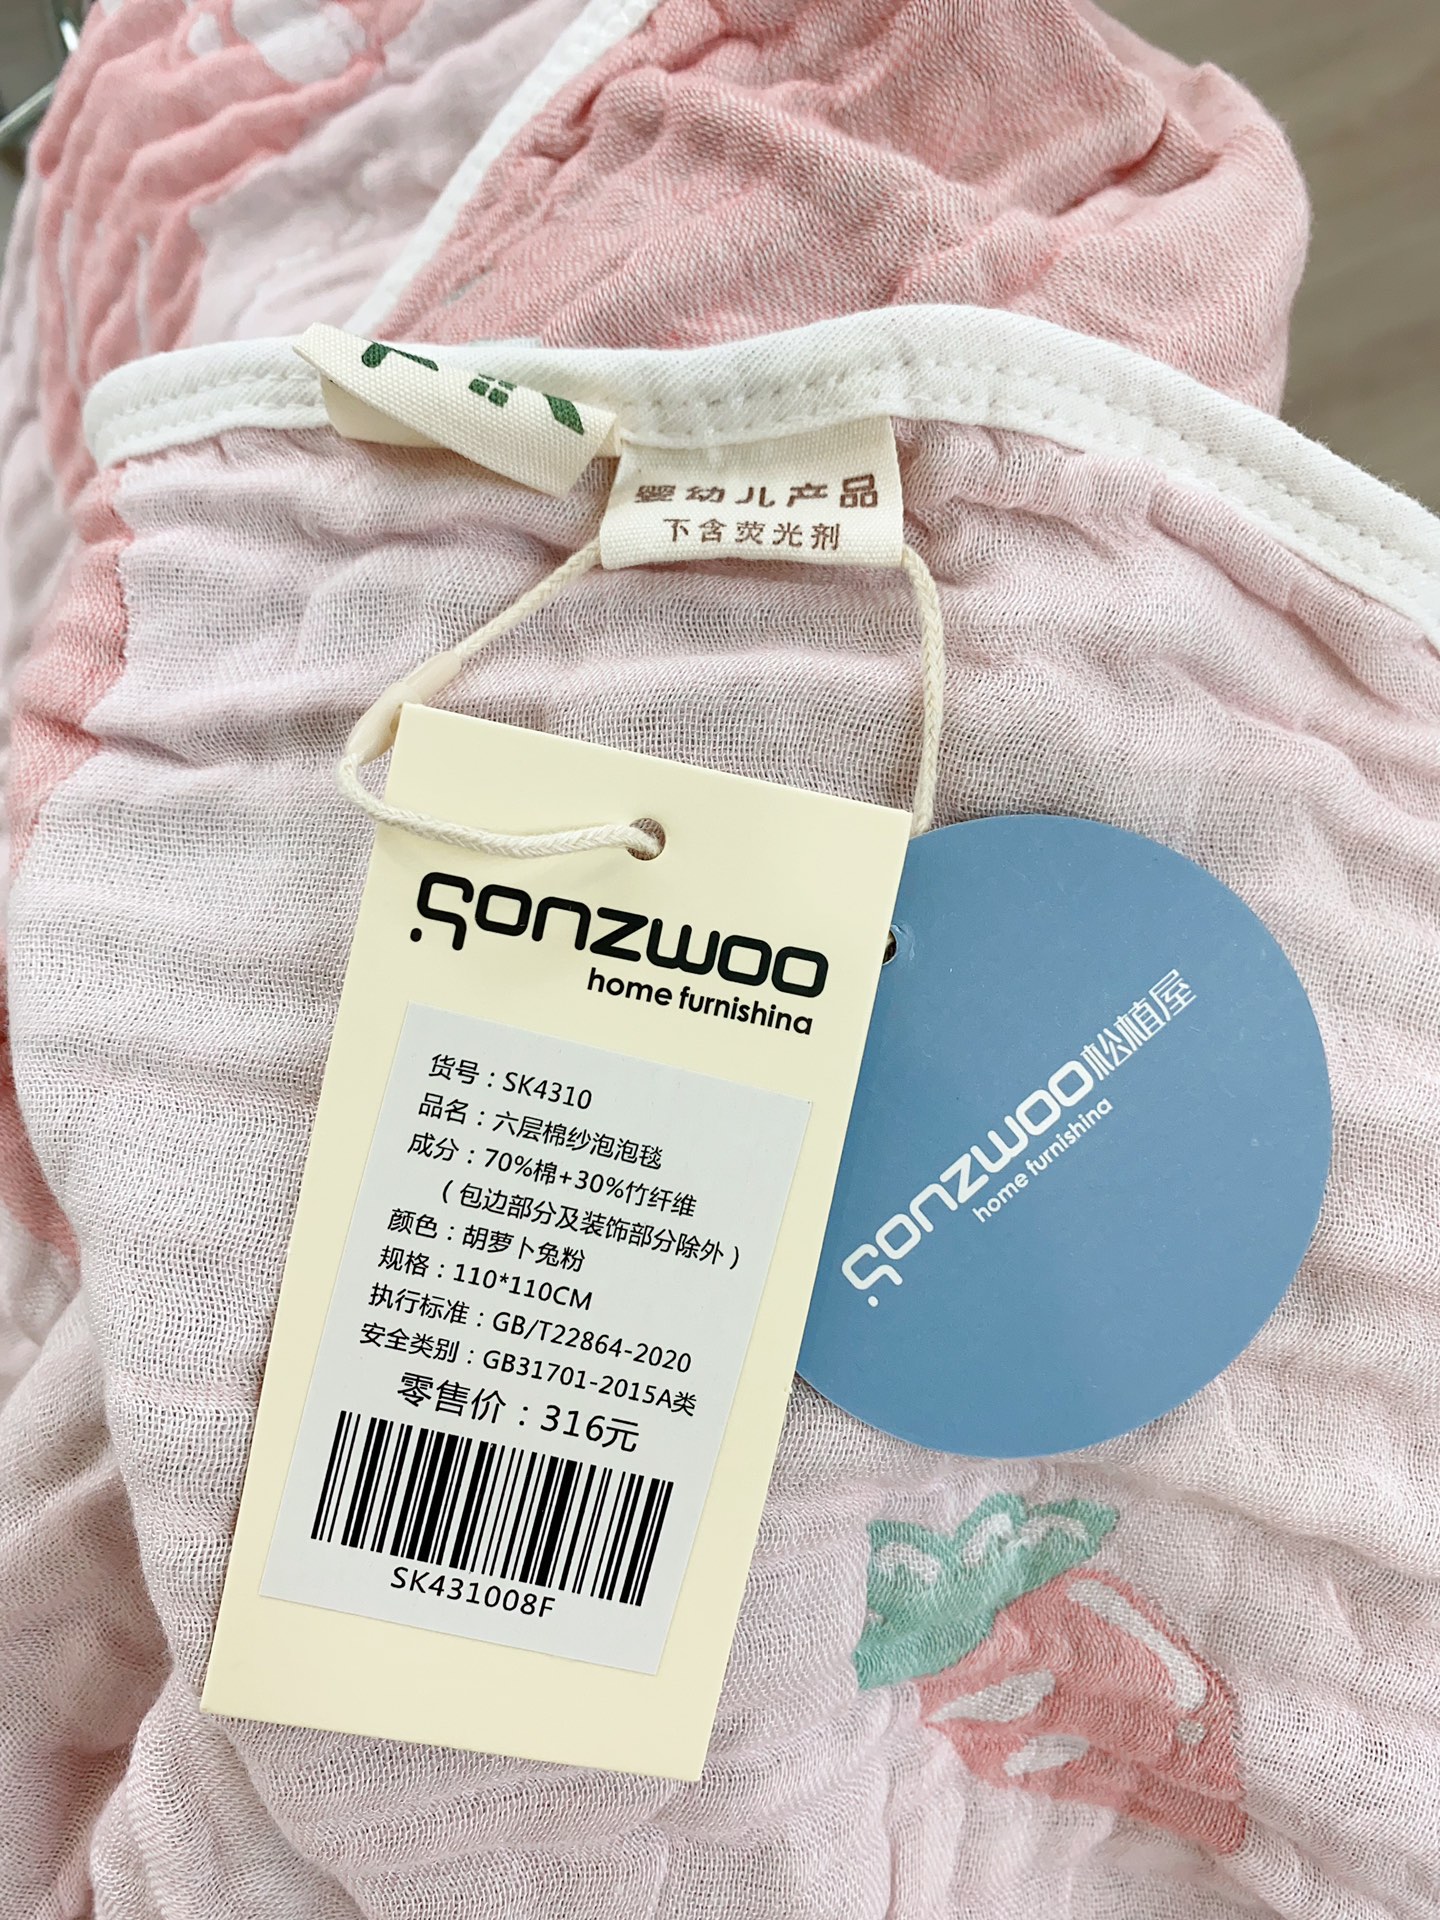 婴幼儿产品
不含荧光剂
sonzwoo
home furnishing
货号：SK4310
品名：六层棉纱泡泡毯
成分：70%棉+30%竹纤维
（包边部分及装饰部分除外）
颜色：胡萝卜兔粉
规格：110*110CM
执行标准：GB/T22864-2020
安全类别：GB31701-2015A类
零售价：316元
SK431008F
sonzwoo松植屋
home furnishing